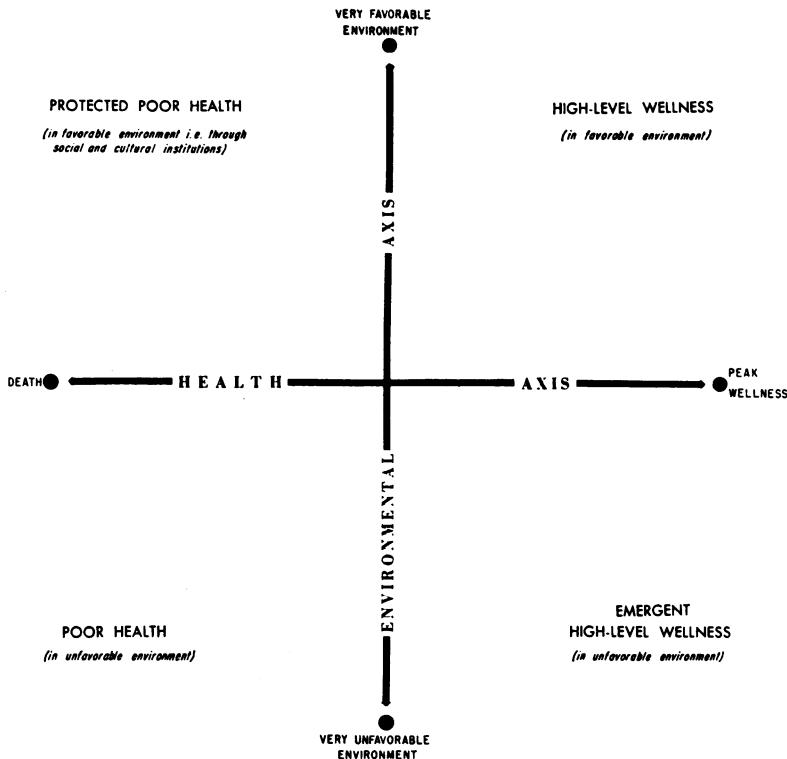 VERY FAVORABLE
ENVIRONMENT
PROTECTED POOR HEALTH
(in favorable environment i.e. through
social and cultural institutions)
HIGH-LEVEL WELLNESS
(in favorable environment)
AXIS
DEATH
HEALTH
AXIS
PEAK
WELLNESS
ENVIRONMENTAL
POOR HEALTH
(in unfavorable environment)
EMERGENT
HIGH-LEVEL WELLNESS
(in unfavorable environment)
VERY UNFAVORABLE
ENVIRONMENT